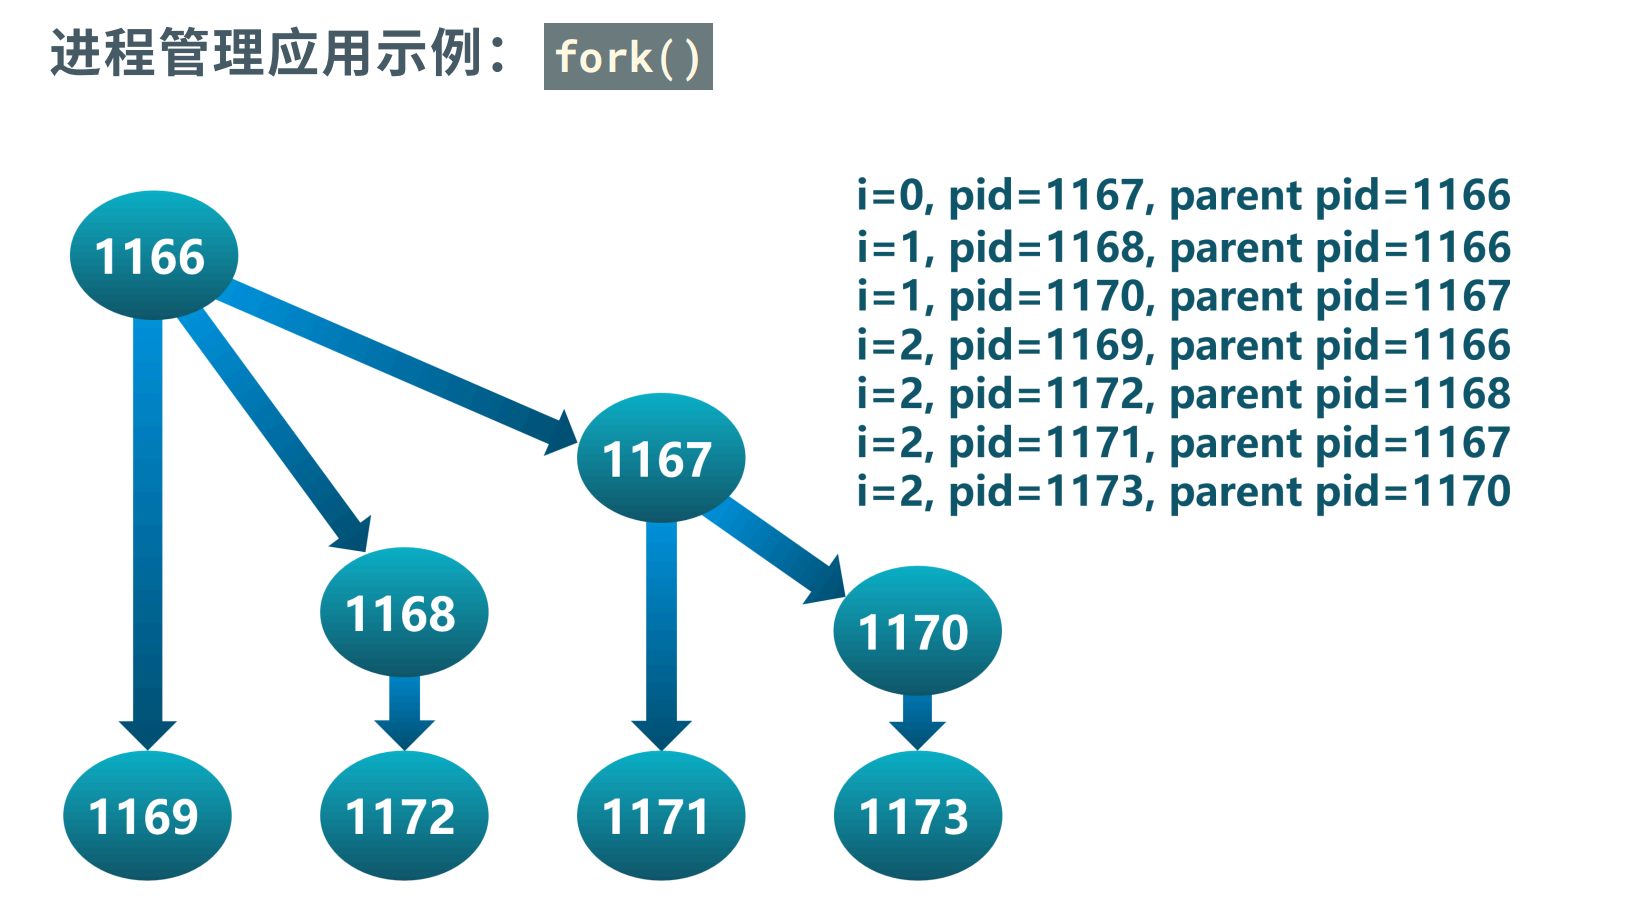 进程管理应用示例：fork()
i=0, pid=1167, parent pid=1166
i=1, pid=1168, parent pid=1166
i=1, pid=1170, parent pid=1167
i=2, pid=1169, parent pid=1166
i=2, pid=1172, parent pid=1168
i=2, pid=1171, parent pid=1167
i=2, pid=1173, parent pid=1170
1166
1167
1168
1170
1169
1172
1171
1173